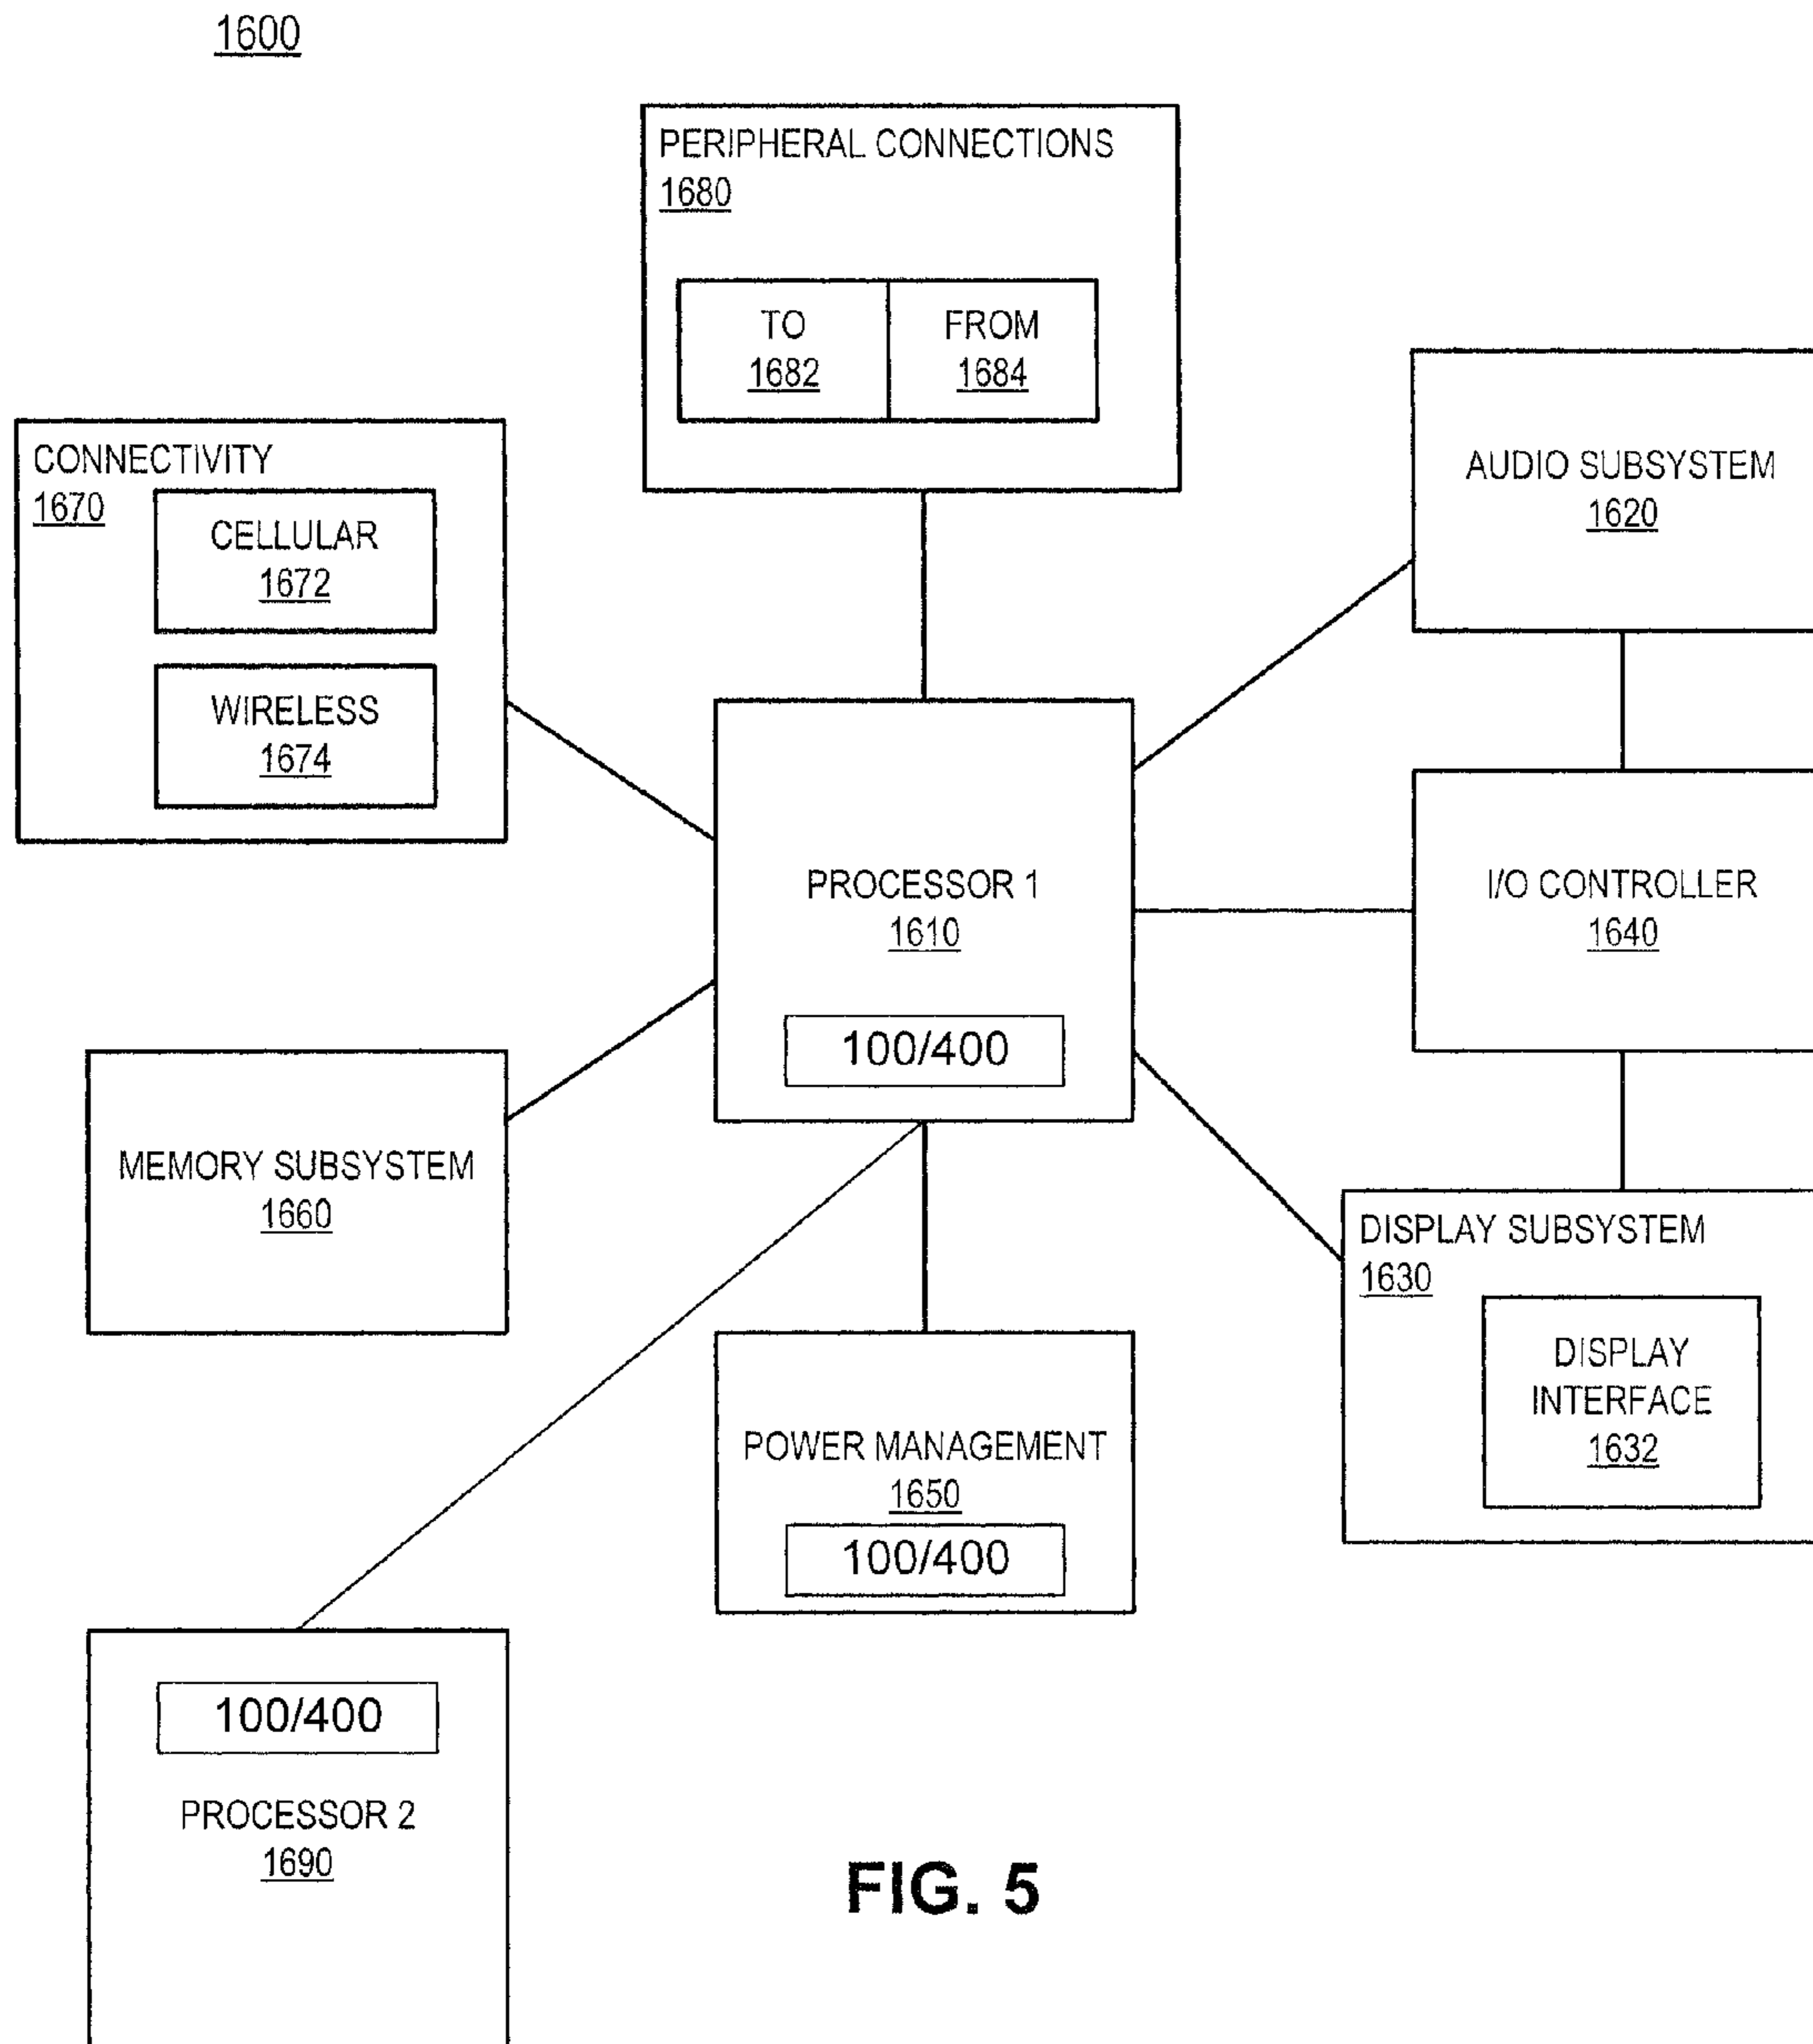 1600
PERIPHERAL CONNECTIONS
1680
TO
1682
FROM
1684
CONNECTIVITY
1670
CELLULAR
1672
WIRELESS
1674
AUDIO SUBSYSTEM
1620
PROCESSOR 1
1610
100/400
I/O CONTROLLER
1640
MEMORY SUBSYSTEM
1660
DISPLAY SUBSYSTEM
1630
DISPLAY
INTERFACE
1632
POWER MANAGEMENT
1650
100/400
100/400
PROCESSOR 2
1690
FIG. 5